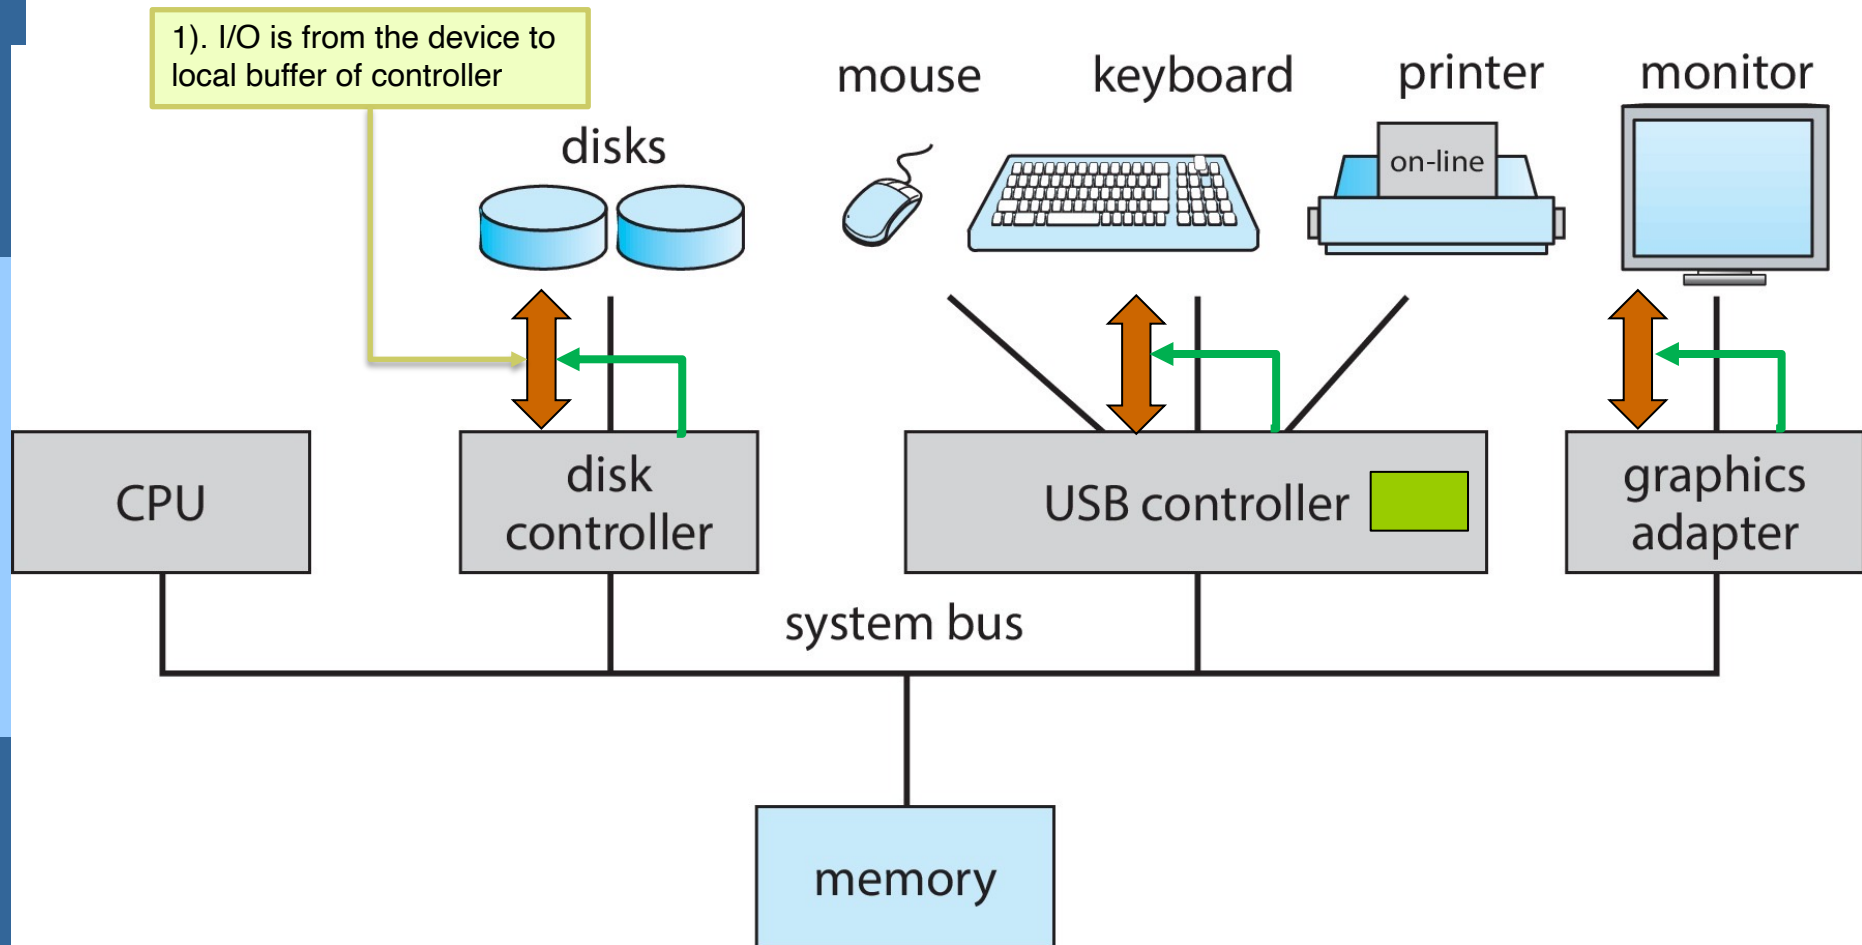 1). I/O is from the device to
local buffer of controller
mouse
keyboard
printer
monitor
disks
on-line
CPU
disk
controller
USB controller
graphics
adapter
system bus
memory